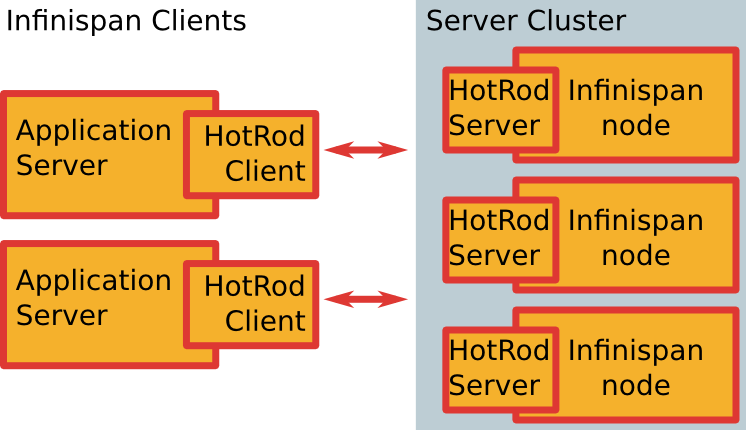 Infinispan Clients
Application
Server
HotRod
Client
Application
Server
HotRod
Client
Server Cluster
HotRod
Server
Infinispan
node
HotRod
Server
Infinispan
node
HotRod
Server
Infinispan
node